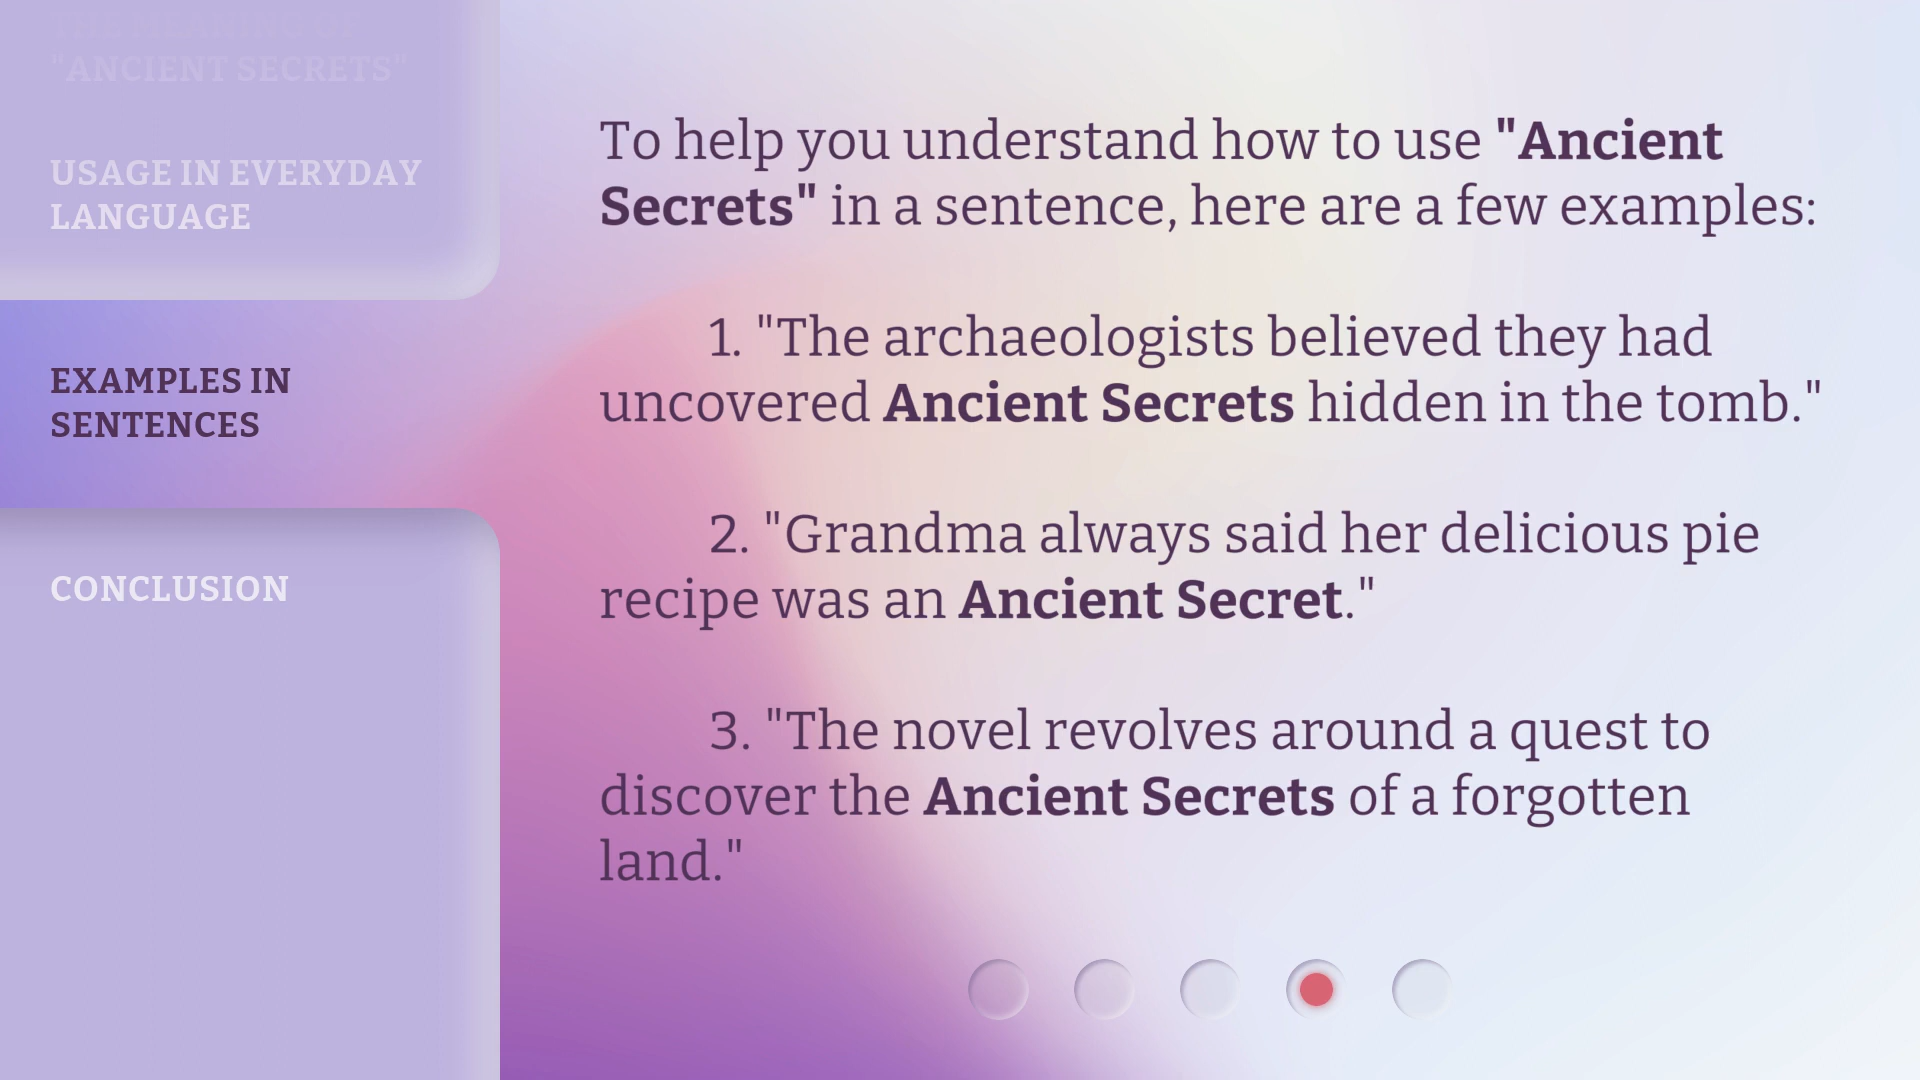 THE MEANING OF
"ANCIENT SECRETS"
USAGE IN EVERYDAY
LANGUAGE
EXAMPLES IN
SENTENCES
CONCLUSION
To help you understand how to use "Ancient
Secrets" in a sentence, here are a few examples:
1. "The archaeologists believed they had
uncovered Ancient Secrets hidden in the tomb."
2. "Grandma always said her delicious pie
recipe was an Ancient Secret."
3. "The novel revolves around a quest to
discover the Ancient Secrets of a forgotten
land."